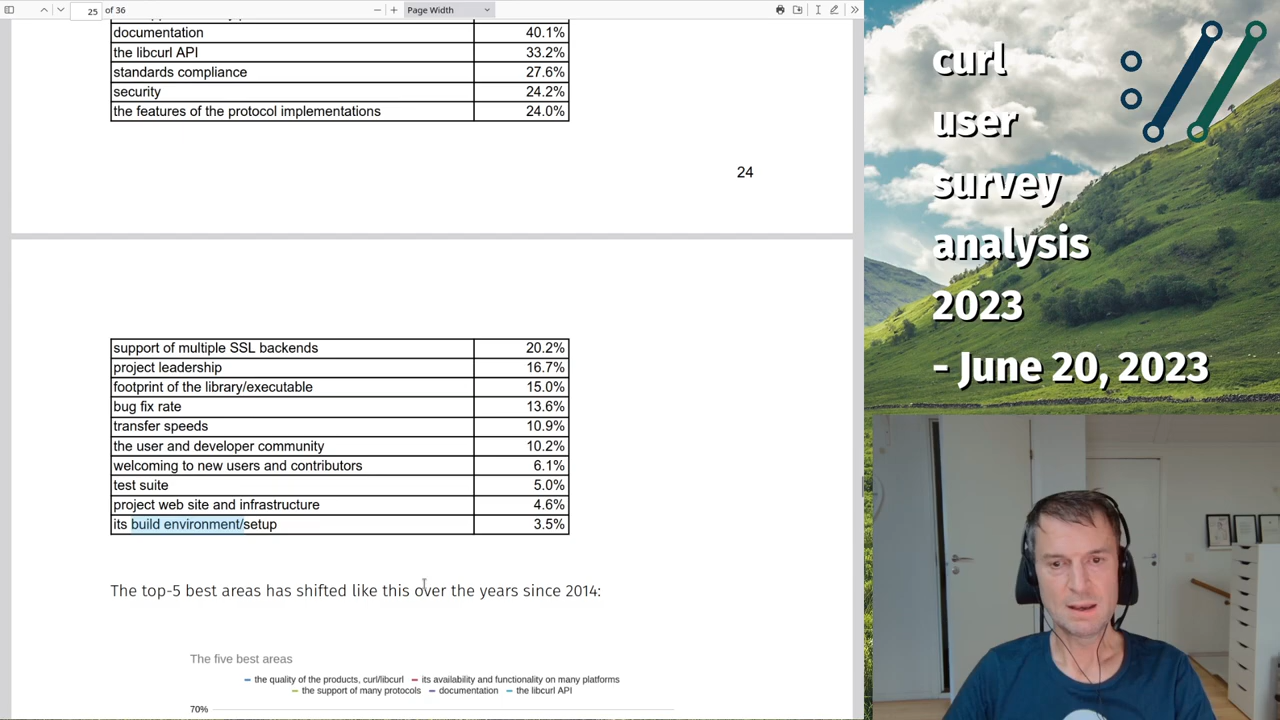 25 of 36
Page Width
documentation 40.1%
the libcurl API 33.2%
standards compliance 27.6%
security 24.2%
the features of the protocol implementations 24.0%
24
support of multiple SSL backends 20.2%
project leadership 16.7%
footprint of the library/executable 15.0%
bug fix rate 13.6%
transfer speeds 10.9%
the user and developer community 10.2%
welcoming to new users and contributors 6.1%
test suite 5.0%
project web site and infrastructure 4.6%
its build environment/setup 3.5%
The top-5 best areas has shifted like this over the years since 2014:
The five best areas
the quality of the products, curl/libcurl its availability and functionality on many platforms
the support of many protocols documentation the libcurl API
70%
curl
user
survey
analysis
2023
- June 20, 2023